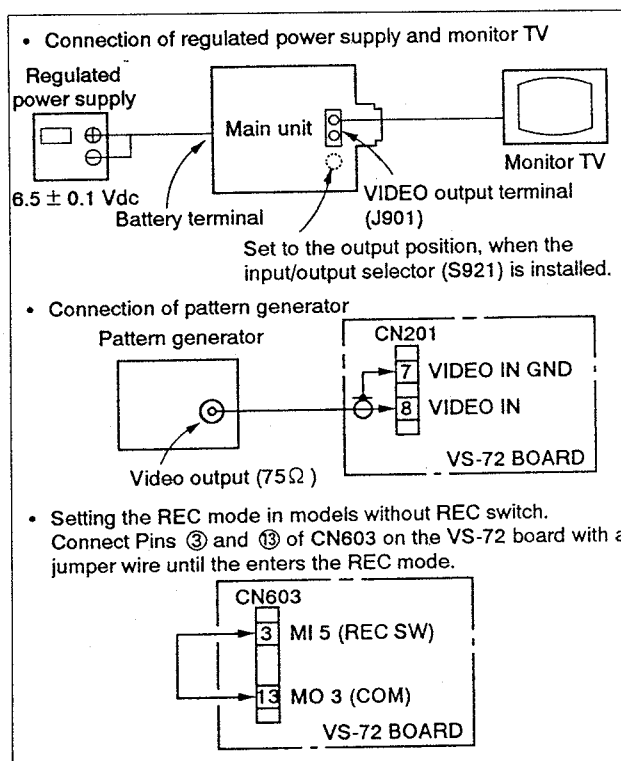 • Connection of regulated power supply and monitor TV
Regulated
power supply
6.5 ± 0.1 Vdc
Main unit
Battery terminal
VIDEO output terminal
(J901)
Monitor TV
Set to the output position, when the
input/output selector (S921) is installed.
• Connection of pattern generator
Pattern generator
Video output (75Ω )
CN201
7 VIDEO IN GND
8 VIDEO IN
VS-72 BOARD
• Setting the REC mode in models without REC switch.
Connect Pins ③ and ⑬ of CN603 on the VS-72 board with a
jumper wire until the enters the REC mode.
CN603
3 MI 5 (REC SW)
13 MO 3 (COM)
VS-72 BOARD